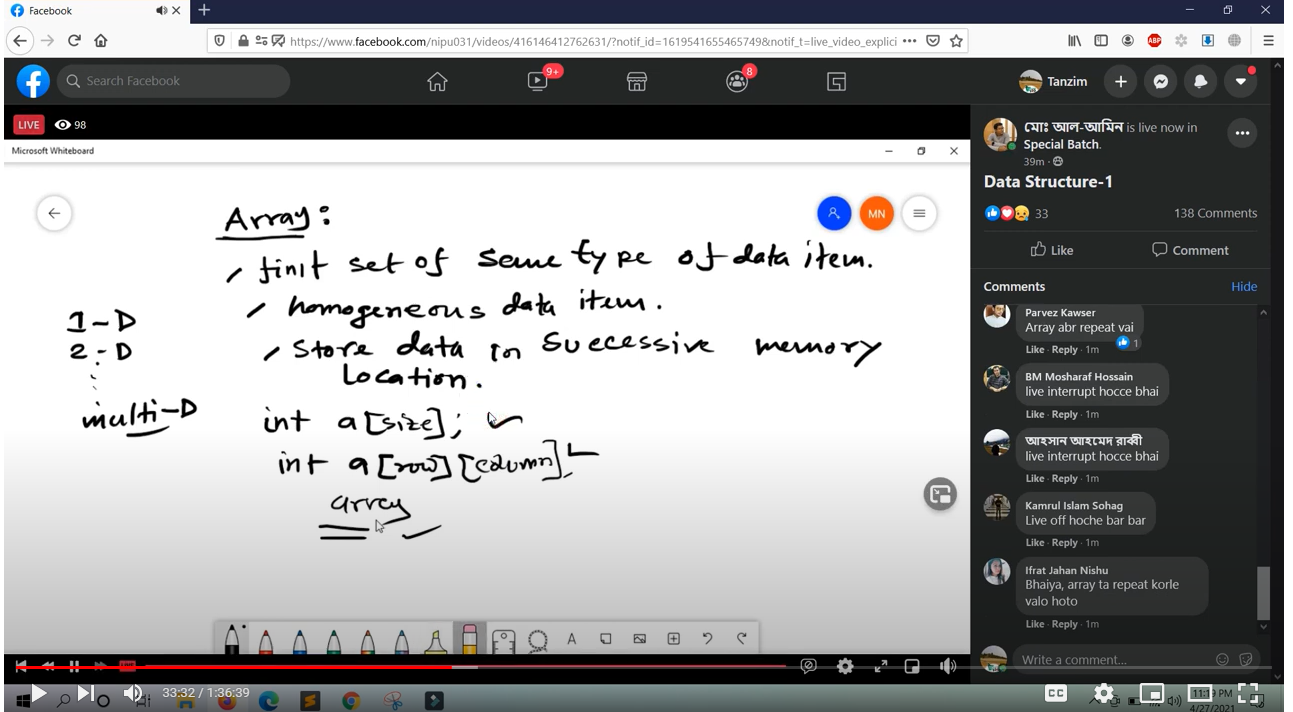 Facebook
https://www.facebook.com/nipu031/videos/416146412762631/?notif_id=1619541655465749&notif_t=live_video_explici
Search Facebook
9+
8
Tanzim
LIVE 98
Microsoft Whiteboard
Array:
finit set of same type of data item.
homogeneous data item.
store data in successive memory
location.
1-D
2-D
multi-D
int a[size];
int a[row][column];
array
MN
মোঃ আল-আমিন is live now in
Special Batch.
39m
Data Structure-1
33
138 Comments
Like
Comment
Comments
Hide
Parvez Kawser
Array abr repeat vai
Like · Reply · 1m
1
BM Mosharaf Hossain
live interrupt hocce bhai
Like · Reply · 1m
আহসান আহমেদ রাব্বী
live interrupt hocce bhai
Like · Reply · 1m
Kamrul Islam Sohag
Live off hoche bar bar
Like · Reply · 1m
Ifrat Jahan Nishu
Bhaiya, array ta repeat korle
valo hoto
Like · Reply · 1m
Write a comment...
LIVE
33:32 / 1:36:39
CC
11:19 PM
4/27/2021